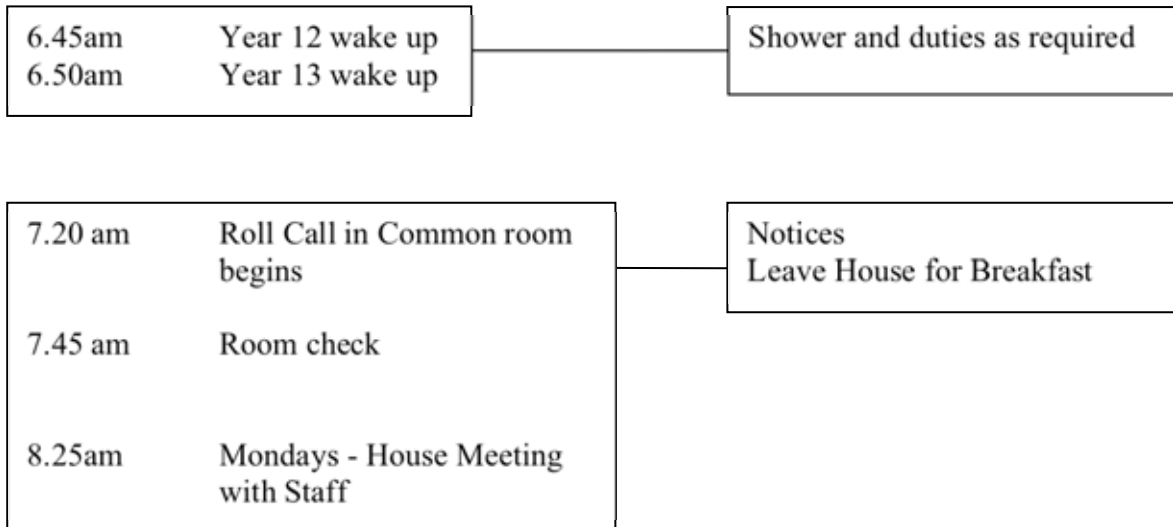 6.45am Year 12 wake up
6.50am Year 13 wake up
Shower and duties as required
7.20 am Roll Call in Common room
begins
Notices
Leave House for Breakfast
7.45 am Room check
8.25am Mondays - House Meeting
with Staff